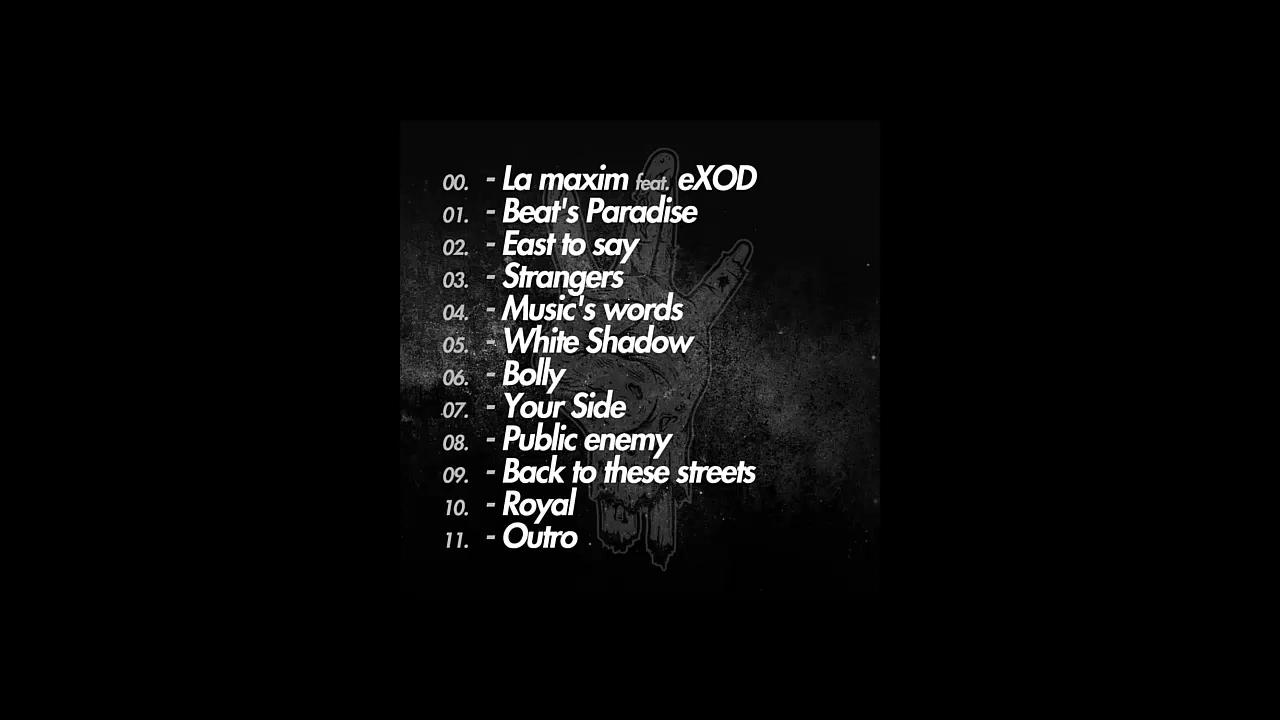 00. - La maxim feat. eXOD
01. - Beat's Paradise
02. - East to say
03. - Strangers
04. - Music's words
05. - White Shadow
06. - Bolly
07. - Your Side
08. - Public enemy
09. - Back to these streets
10. - Royal
11. - Outro